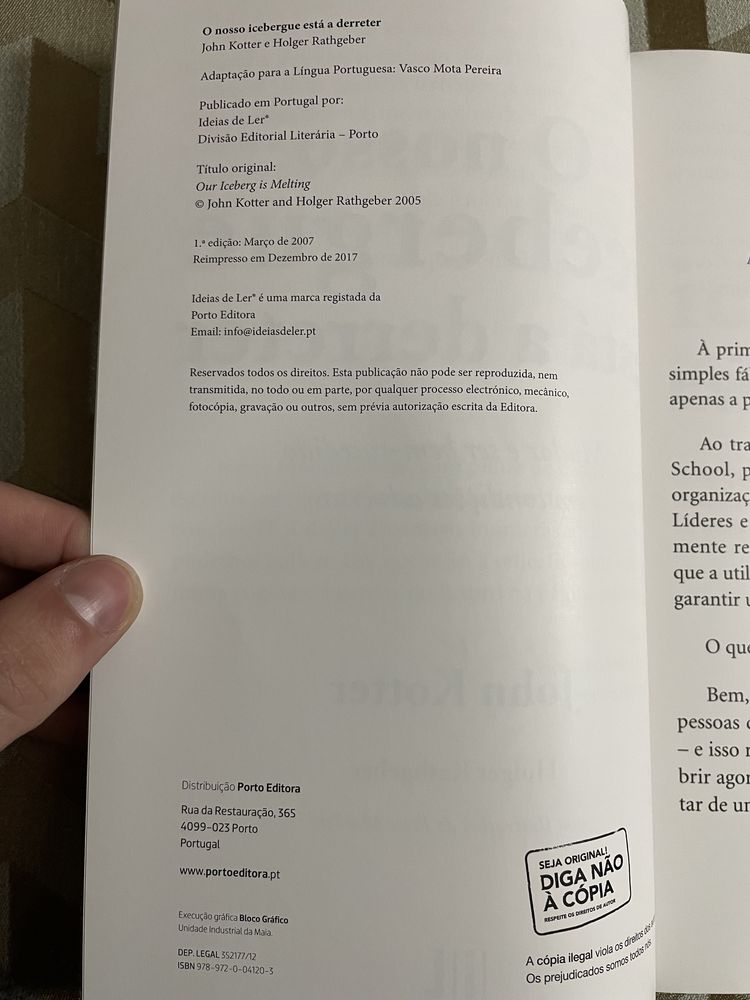 O nosso icebergue está a derreter
John Kotter e Holger Rathgeber
Adaptação para a Língua Portuguesa: Vasco Mota Pereira
Publicado em Portugal por:
Ideias de Ler®
Divisão Editorial Literária – Porto
Título original:
Our Iceberg is Melting
© John Kotter and Holger Rathgeber 2005
1.ª edição: Março de 2007
Reimpresso em Dezembro de 2017
Ideias de Ler® é uma marca registada da
Porto Editora
Email: info@ideiasdeler.pt
Reservados todos os direitos. Esta publicação não pode ser reproduzida, nem
transmitida, no todo ou em parte, por qualquer processo electrónico, mecânico,
fotocópia, gravação ou outros, sem prévia autorização escrita da Editora.
Distribuição Porto Editora
Rua da Restauração, 365
4099-023 Porto
Portugal
www.portoeditora.pt
Execução gráfica Bloco Gráfico
Unidade Industrial da Maia.
DEP. LEGAL 352177/12
ISBN 978-972-0-04120-3
SEJA ORIGINAL!
DIGA NÃO
À CÓPIA
RESPEITE OS DIREITOS DE AUTOR
A cópia ilegal viola os direitos dos
Os prejudicados somos todos nós.
À prim
simples fá
apenas a p
Ao tra
School, p
organizaç
Líderes e
mente re
que a util
garantir u
O que
Bem,
pessoas
– e isso
brir agor
tar de um